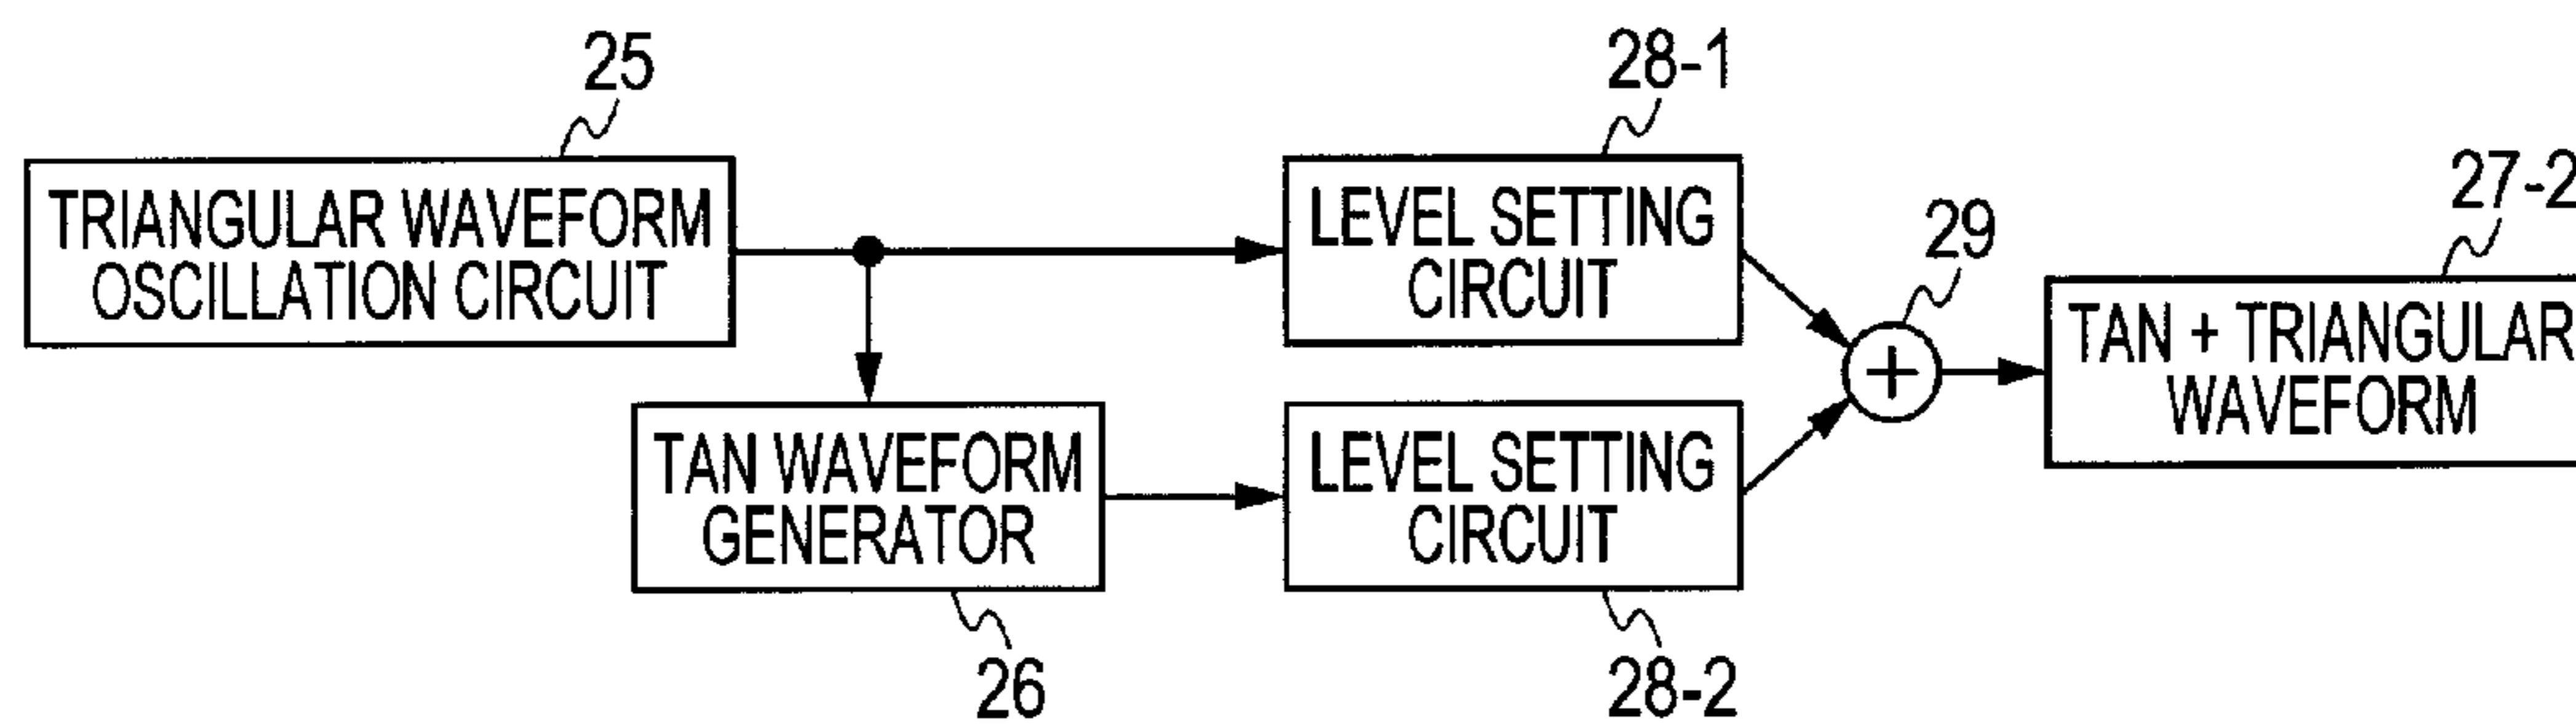 25
TRIANGULAR WAVEFORM
OSCILLATION CIRCUIT
28-1
LEVEL SETTING
CIRCUIT
29
27-2
TAN + TRIANGULAR
WAVEFORM
TAN WAVEFORM
GENERATOR
26
LEVEL SETTING
CIRCUIT
28-2
+